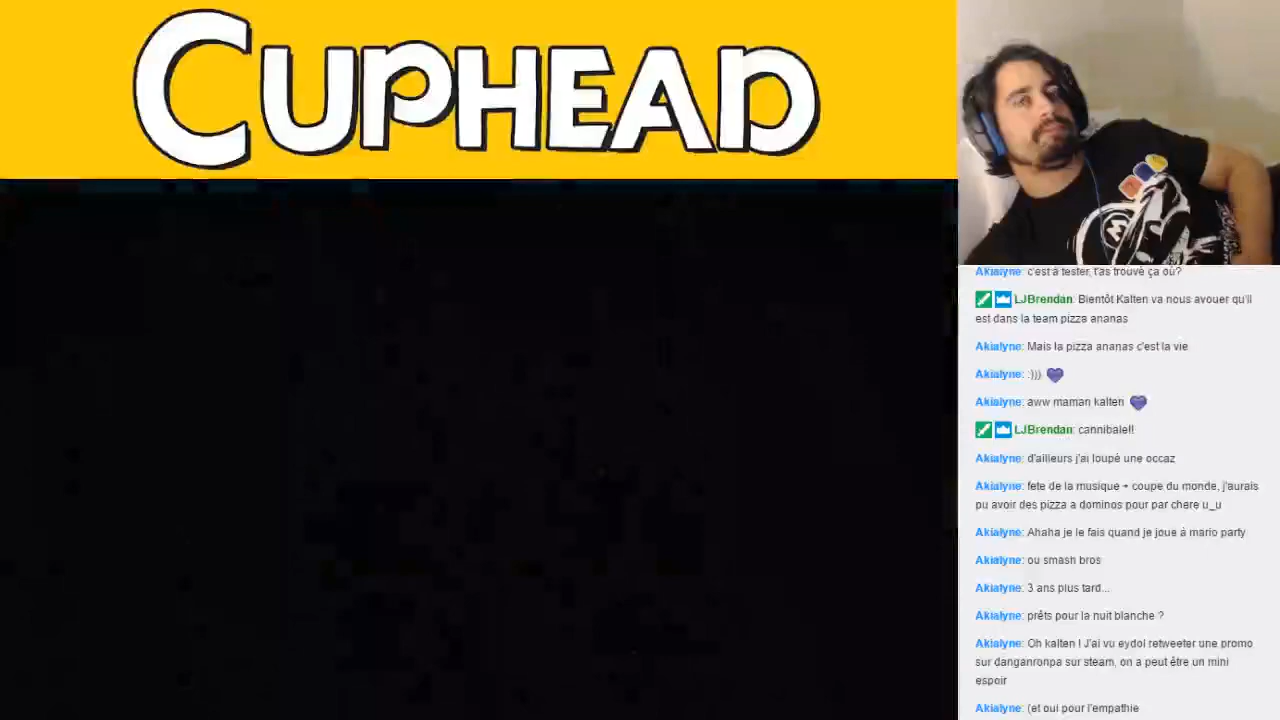 CUPHEAD
Akialyne: c'est à tester, t'as trouvé ça où?
LJBrendan: Bientôt Kalten va nous avouer qu'il
est dans la team pizza ananas
Akialyne: Mais la pizza ananas c'est la vie
Akialyne: :)))
Akialyne: aww maman kalten
LJBrendan: cannibale!!
Akialyne: d'ailleurs j'ai loupé une occaz
Akialyne: fete de la musique + coupe du monde, j'aurais
pu avoir des pizza a dominos pour par chere u_u
Akialyne: Ahaha je le fais quand je joue à mario party
Akialyne: ou smash bros
Akialyne: 3 ans plus tard...
Akialyne: prêts pour la nuit blanche ?
Akialyne: Oh kalten ! J'ai vu eydol retweeter une promo
sur danganronpa sur steam, on a peut être un mini
espoir
Akialyne: (et oui pour l'empathie